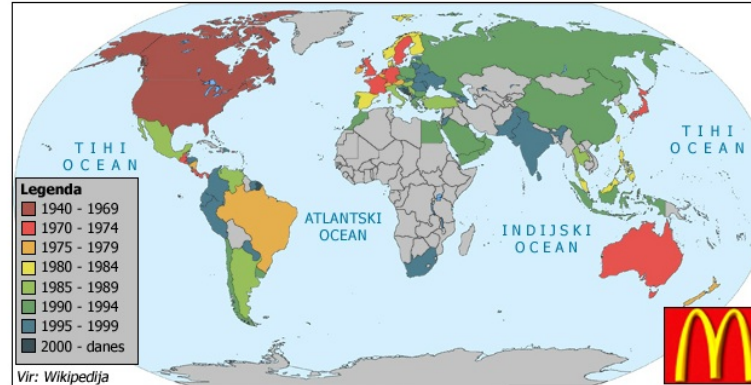 TIHI
OCEAN
ATLANTSKI
OCEAN
INDIJSKI
OCEAN
TIHI
OCEAN
Legenda
1940 - 1969
1970 - 1974
1975 - 1979
1980 - 1984
1985 - 1989
1990 - 1994
1995 - 1999
2000 - danes
Vir: Wikipedija